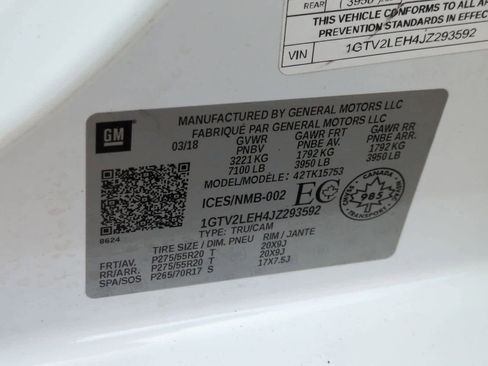 REAR
THIS VEHICLE CONFORMS TO ALL
STANDARDS IN EFFECT
VIN 1GTV2LEH4JZ293592
GM
MANUFACTURED BY GENERAL MOTORS LLC
FABRIQUÉ PAR GENERAL MOTORS LLC
03/18 GVWR GAWR FRT GAWR RR
PNBV PNBE AV. PNBE ARR.
3221 KG 1792 KG 1792 KG
7100 LB 3950 LB 3950 LB
MODEL/MODÈLE: 42TK15753
ICES/NMB-002 EC
CANADA
985
TRANSPORT
1GTV2LEH4JZ293592
8624 TYPE: TRU/CAM
TIRE SIZE / DIM. PNEU RIM / JANTE
FRT/AV. P275/55R20 T 20X9J
RR/ARR. P275/55R20 T 20X9J
SPA/SOS P265/70R17 S 17X7.5J